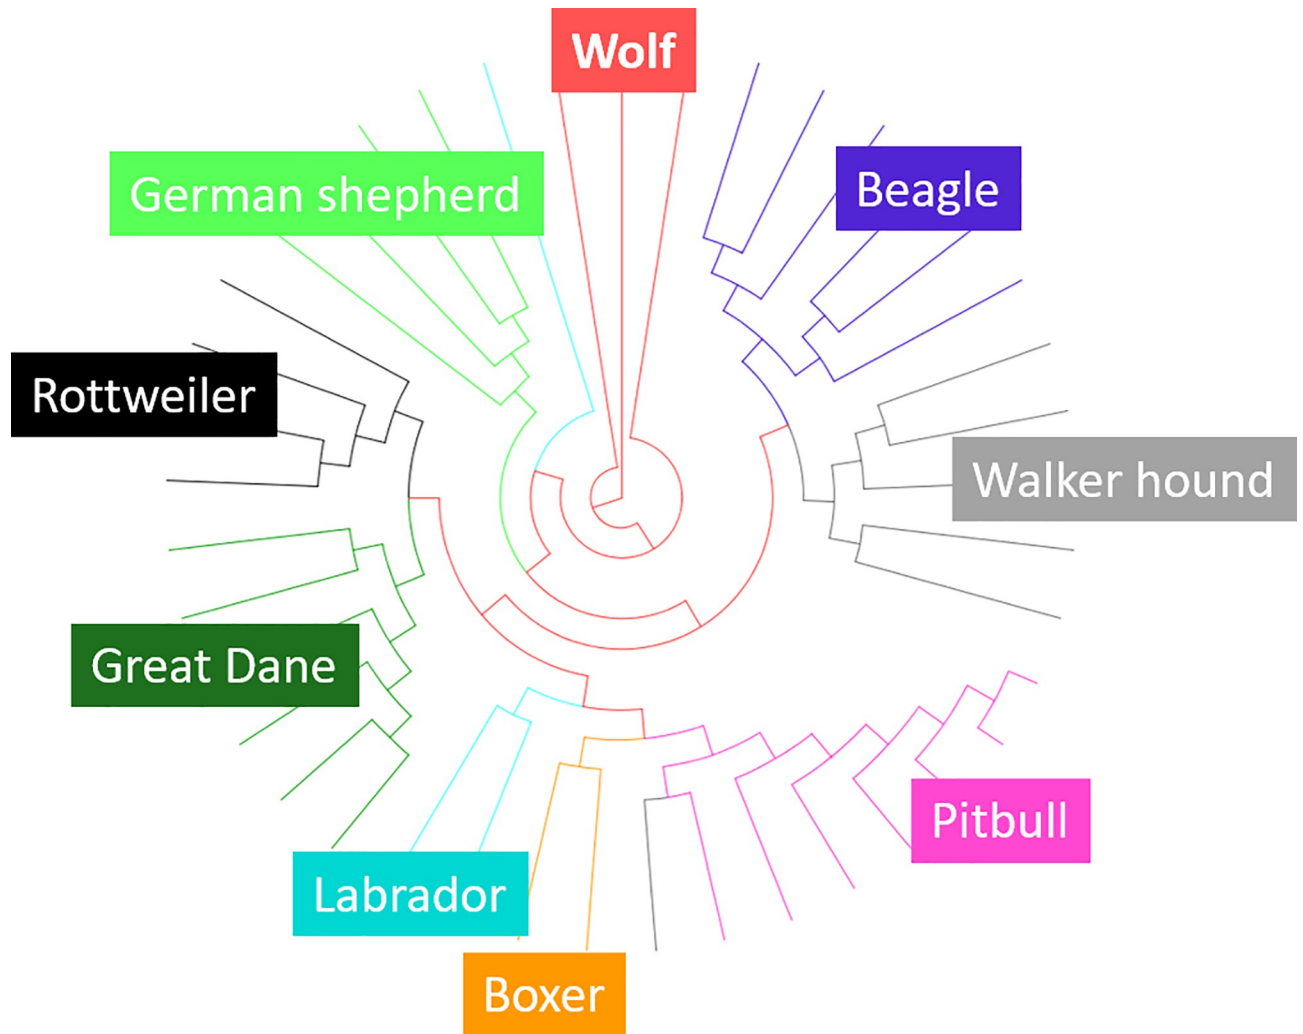 Wolf
German shepherd
Beagle
Rottweiler
Walker hound
Great Dane
Pitbull
Labrador
Boxer